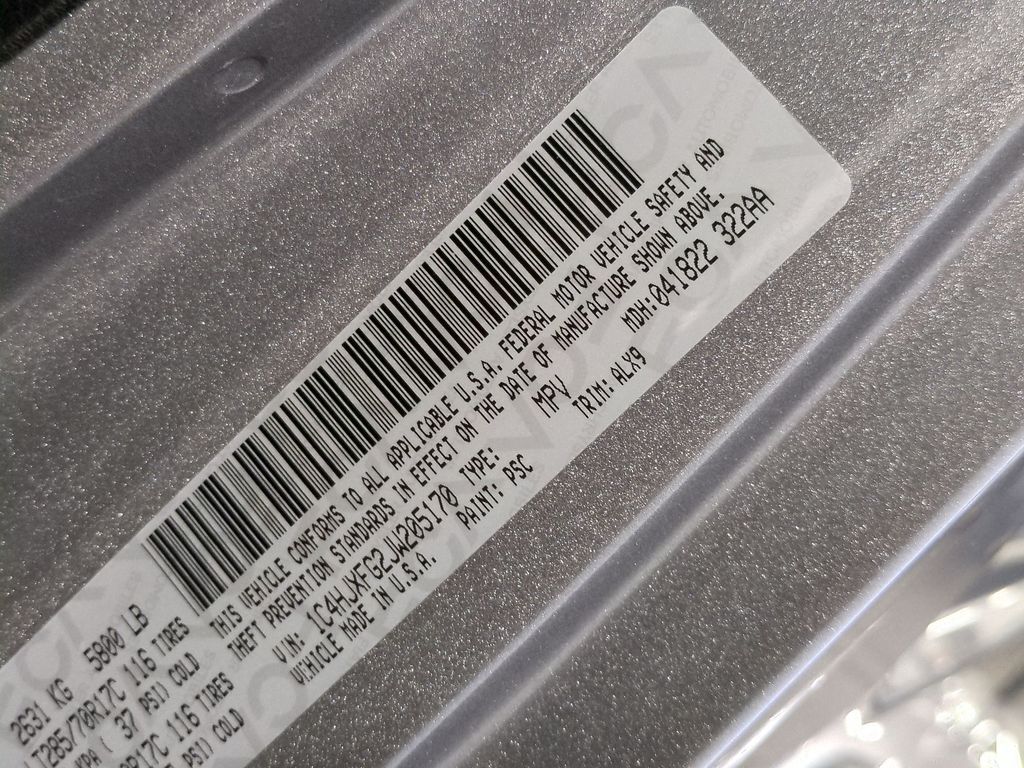 2631 KG 5800 LB
LT285/70R17C 116 TIRES
KPA ( 37 PSI) COLD
R17C 116 TIRES
PSI) COLD
THIS VEHICLE CONFORMS TO ALL APPLICABLE U.S.A. FEDERAL MOTOR VEHICLE SAFETY AND
THEFT PREVENTION STANDARDS IN EFFECT ON THE DATE OF MANUFACTURE SHOWN ABOVE.
VIN: 1C4HJXFG2JW205170 TYPE: MPV MDH:041822 322AA
VEHICLE MADE IN U.S.A. PAINT: PSC TRIM: ALX9